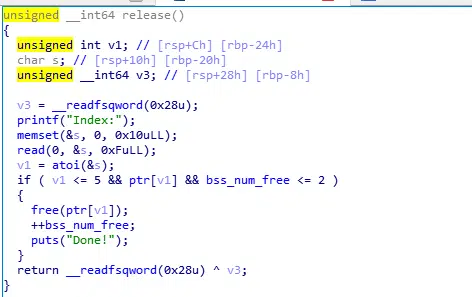 unsigned __int64 release()
{
  unsigned int v1; // [rsp+Ch] [rbp-24h]
  char s; // [rsp+10h] [rbp-20h]
  unsigned __int64 v3; // [rsp+28h] [rbp-8h]

  v3 = __readfsqword(0x28u);
  printf("Index:");
  memset(&s, 0, 0x10uLL);
  read(0, &s, 0xFuLL);
  v1 = atoi(&s);
  if ( v1 <= 5 && ptr[v1] && bss_num_free <= 2 )
  {
    free(ptr[v1]);
    ++bss_num_free;
    puts("Done!");
  }
  return __readfsqword(0x28u) ^ v3;
}